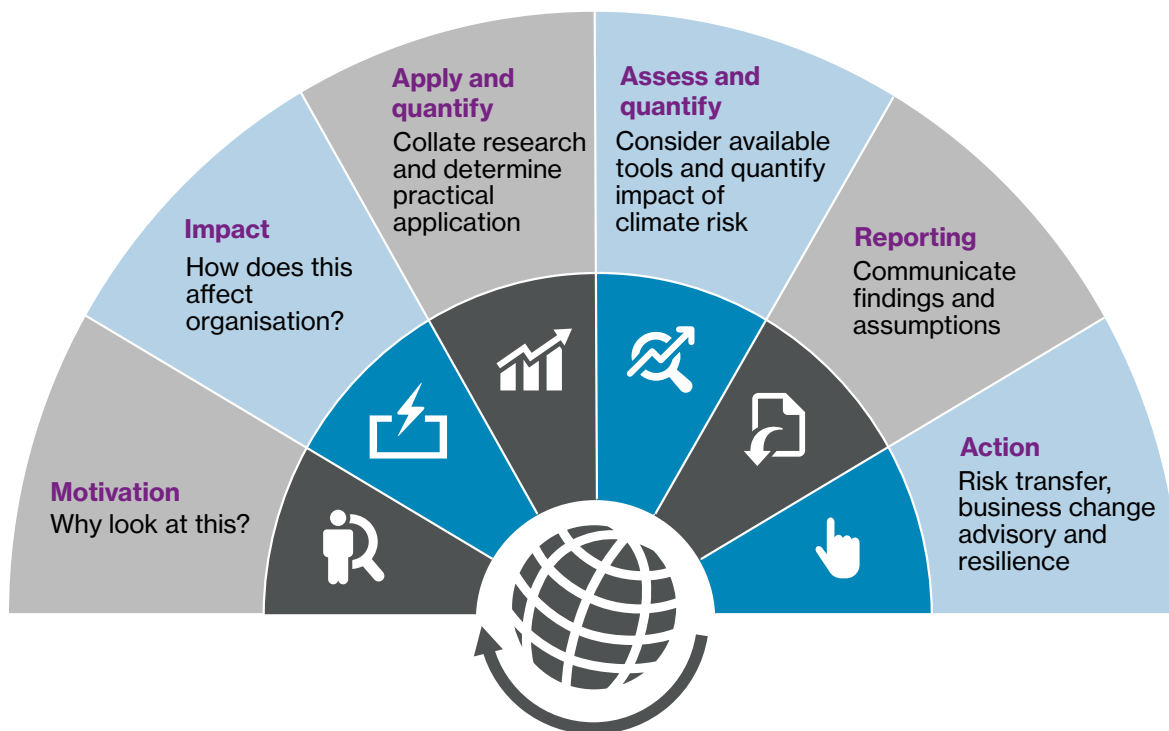 Motivation
Why look at this?
Impact
How does this
affect
organisation?
Apply and
quantify
Collate research
and determine
practical
application
Assess and
quantify
Consider available
tools and quantify
impact of
climate risk
Reporting
Communicate
findings and
assumptions
Action
Risk transfer,
business change
advisory and
resilience